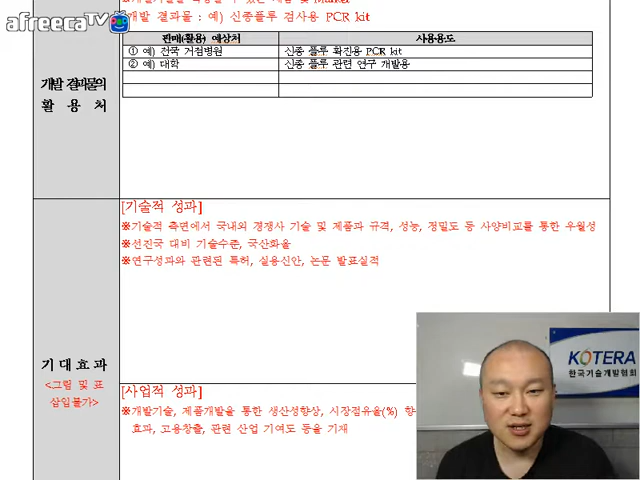 afreecaTV
개발 결과물 : 예) 신종플루 검사용 PCR kit
판매(활용) 예상처 사용용도
① 예) 전국 거점병원 신종 플루 확진용 PCR kit
② 예) 대학 신종 플루 관련 연구 개발용
개발 결과물의
활 용 처
[기술적 성과]
※기술적 측면에서 국내외 경쟁사 기술 및 제품과 규격, 성능, 정밀도 등 사양비교를 통한 우월성
※선진국 대비 기술수준, 국산화율
※연구성과와 관련된 특허, 실용신안, 논문 발표실적
기 대 효 과
<그림 및 표
삽입불가>
[사업적 성과]
※개발기술, 제품개발을 통한 생산성향상, 시장점유율(%) 향
효과, 고용창출, 관련 산업 기여도 등을 기재
KOTERA
한국기술개발협회